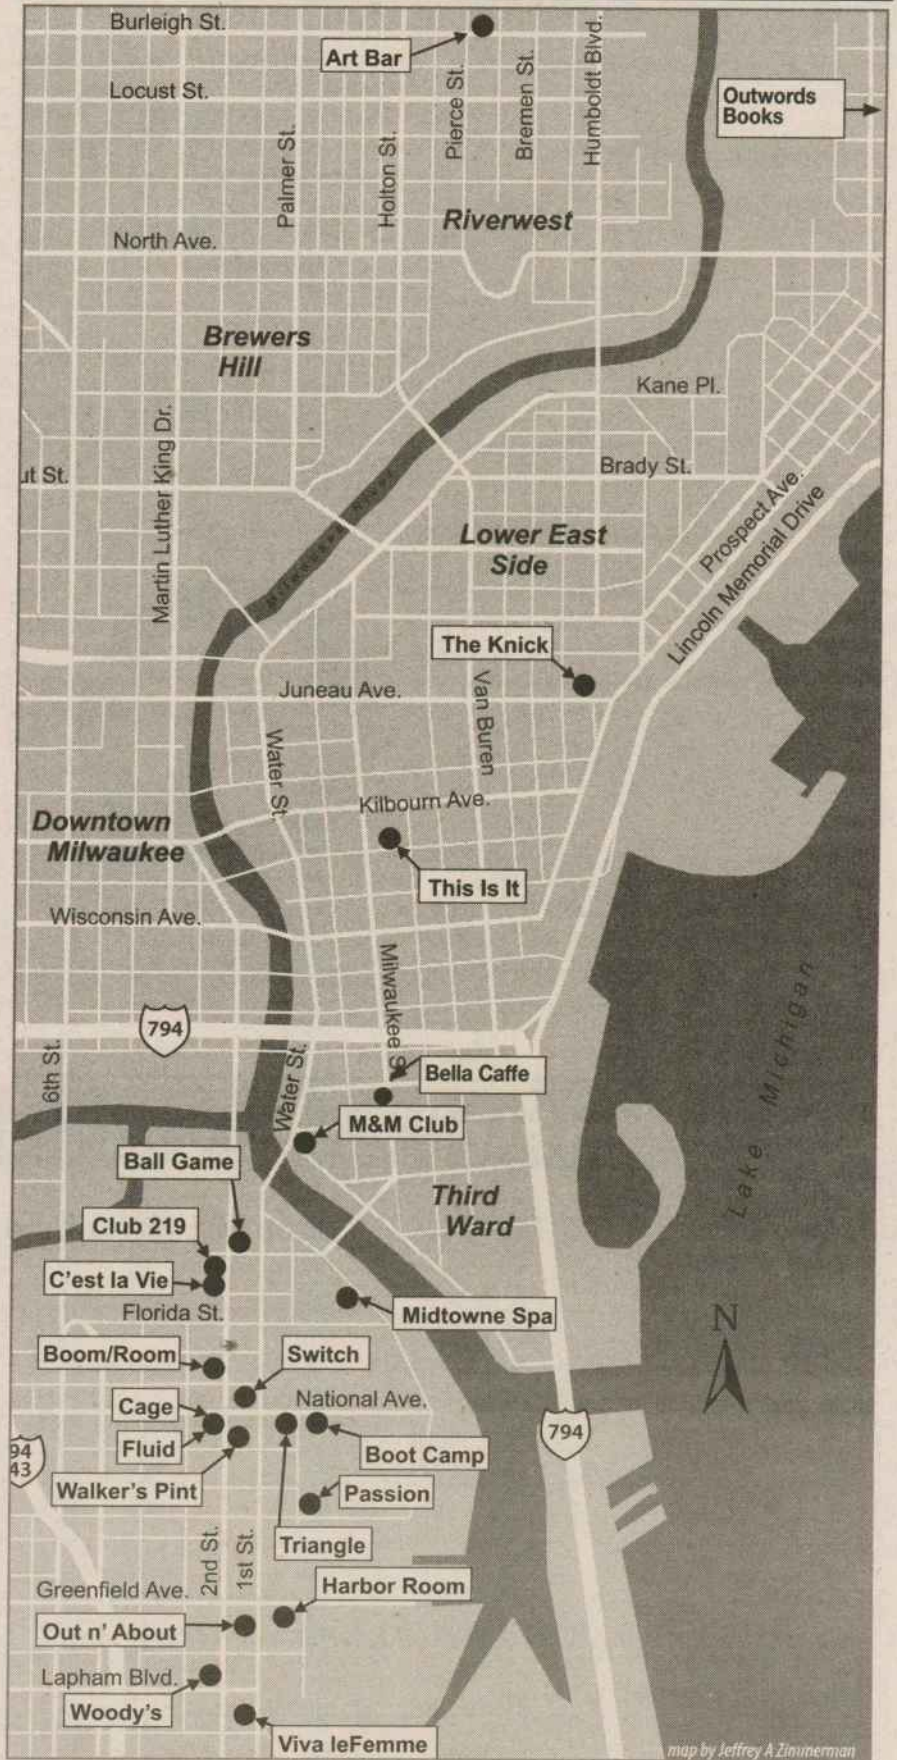 Burleigh St.
Art Bar
Locust St.
Pierce St.
Bremen St.
Humboldt Blvd.
Outwords
Books
Palmer St.
Holton St.
Riverwest
North Ave.
Brewers
Hill
Kane Pl.
Martin Luther King Dr.
ut St.
Brady St.
Milwaukee River
Prospect Ave.
Lincoln Memorial Drive
Lower East
Side
The Knick
Juneau Ave.
Van Buren
Water St.
Kilbourn Ave.
Downtown
Milwaukee
This Is It
Wisconsin Ave.
Milwaukee S
Lake Michigan
794
6th St.
Water St.
Bella Caffe
M&M Club
Ball Game
Third
Ward
Club 219
C'est la Vie
Florida St.
Midtowne Spa
N
Boom/Room
Switch
National Ave.
Cage
Fluid
794
94
43
Boot Camp
Walker's Pint
Passion
2nd St.
1st St.
Triangle
Greenfield Ave.
Harbor Room
Out n' About
Lapham Blvd.
Woody's
Viva leFemme
map by Jeffrey A Zimmerman